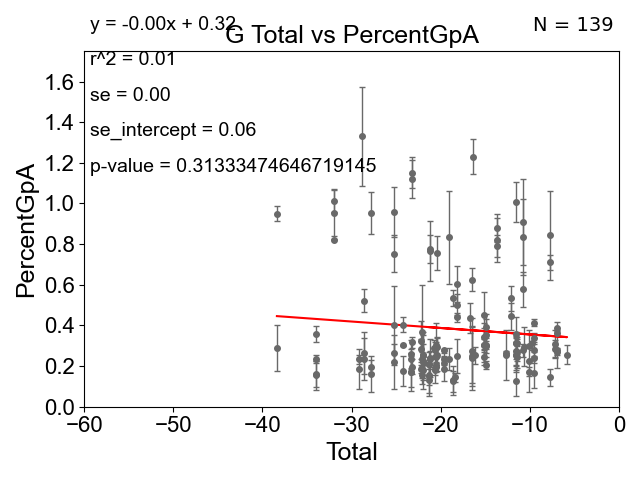 y = -0.00x + 0.32
G Total vs PercentGpA
N = 139
r^2 = 0.01
se = 0.00
se_intercept = 0.06
p-value = 0.31333474646719145
PercentGpA
1.6
1.4
1.2
1.0
0.8
0.6
0.4
0.2
0.0
−60 −50 −40 −30 −20 −10 0
Total